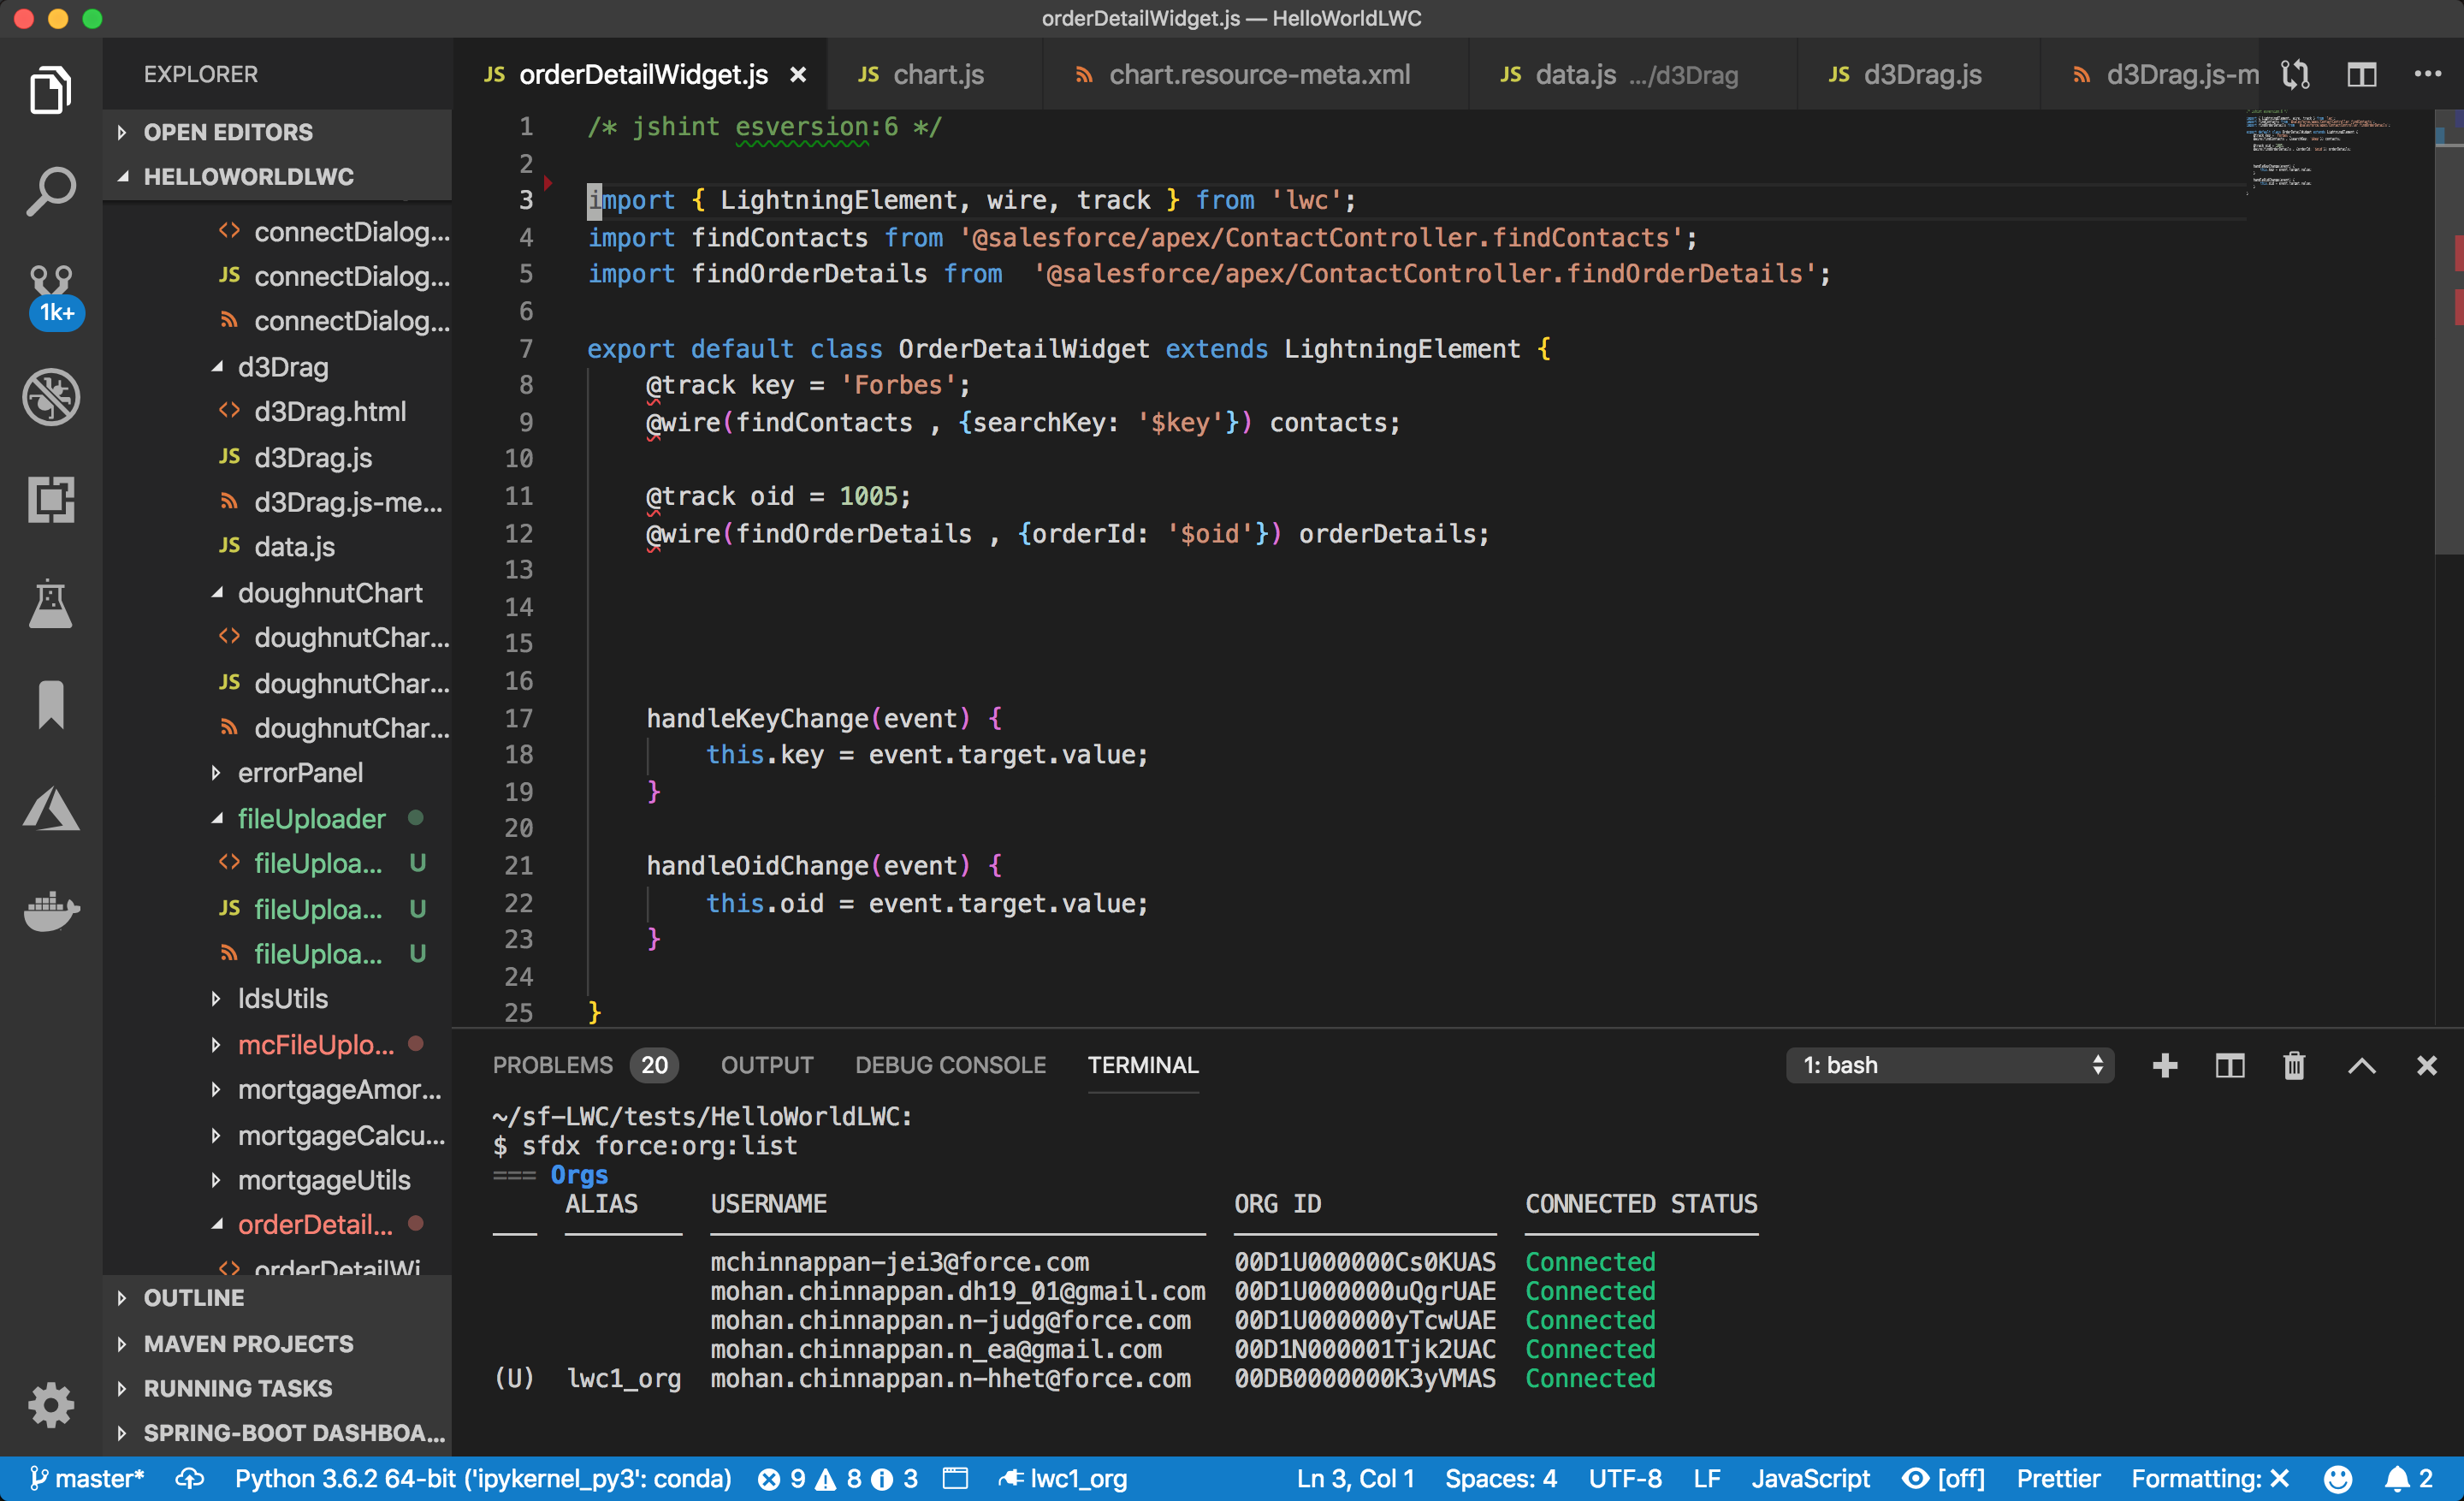 orderDetailWidget.js — HelloWorldLWC
EXPLORER
JS orderDetailWidget.js ×
JS chart.js
chart.resource-meta.xml
JS data.js .../d3Drag
JS d3Drag.js
d3Drag.js-m
OPEN EDITORS
HELLOWORLDLWC
<> connectDialog...
JS connectDialog...
connectDialog...
d3Drag
<> d3Drag.html
JS d3Drag.js
d3Drag.js-me...
JS data.js
doughnutChart
<> doughnutChar...
JS doughnutChar...
doughnutChar...
errorPanel
fileUploader
<> fileUploa... U
JS fileUploa... U
fileUploa... U
ldsUtils
mcFileUplo...
mortgageAmor...
mortgageCalcu...
mortgageUtils
orderDetail...
<> orderDetailWi
OUTLINE
MAVEN PROJECTS
RUNNING TASKS
SPRING-BOOT DASHBOA...
1k+
1 /* jshint esversion:6 */
2
3 import { LightningElement, wire, track } from 'lwc';
4 import findContacts from '@salesforce/apex/ContactController.findContacts';
5 import findOrderDetails from  '@salesforce/apex/ContactController.findOrderDetails';
6
7 export default class OrderDetailWidget extends LightningElement {
8     @track key = 'Forbes';
9     @wire(findContacts , {searchKey: '$key'}) contacts;
10
11     @track oid = 1005;
12     @wire(findOrderDetails , {orderId: '$oid'}) orderDetails;
13
14
15
16
17     handleKeyChange(event) {
18         this.key = event.target.value;
19     }
20
21     handleOidChange(event) {
22         this.oid = event.target.value;
23     }
24
25 }
PROBLEMS 20 OUTPUT DEBUG CONSOLE TERMINAL
1: bash
~/sf-LWC/tests/HelloWorldLWC:
$ sfdx force:org:list
=== Orgs
ALIAS USERNAME ORG ID CONNECTED STATUS
mchinnappan-jei3@force.com 00D1U000000Cs0KUAS Connected
mohan.chinnappan.dh19_01@gmail.com 00D1U000000uQgrUAE Connected
mohan.chinnappan.n-judg@force.com 00D1U000000yTcwUAE Connected
mohan.chinnappan.n_ea@gmail.com 00D1N000001Tjk2UAC Connected
(U) lwc1_org mohan.chinnappan.n-hhet@force.com 00DB0000000K3yVMAS Connected
master* Python 3.6.2 64-bit ('ipykernel_py3': conda) 9 8 3 lwc1_org Ln 3, Col 1 Spaces: 4 UTF-8 LF JavaScript [off] Prettier Formatting: × 2